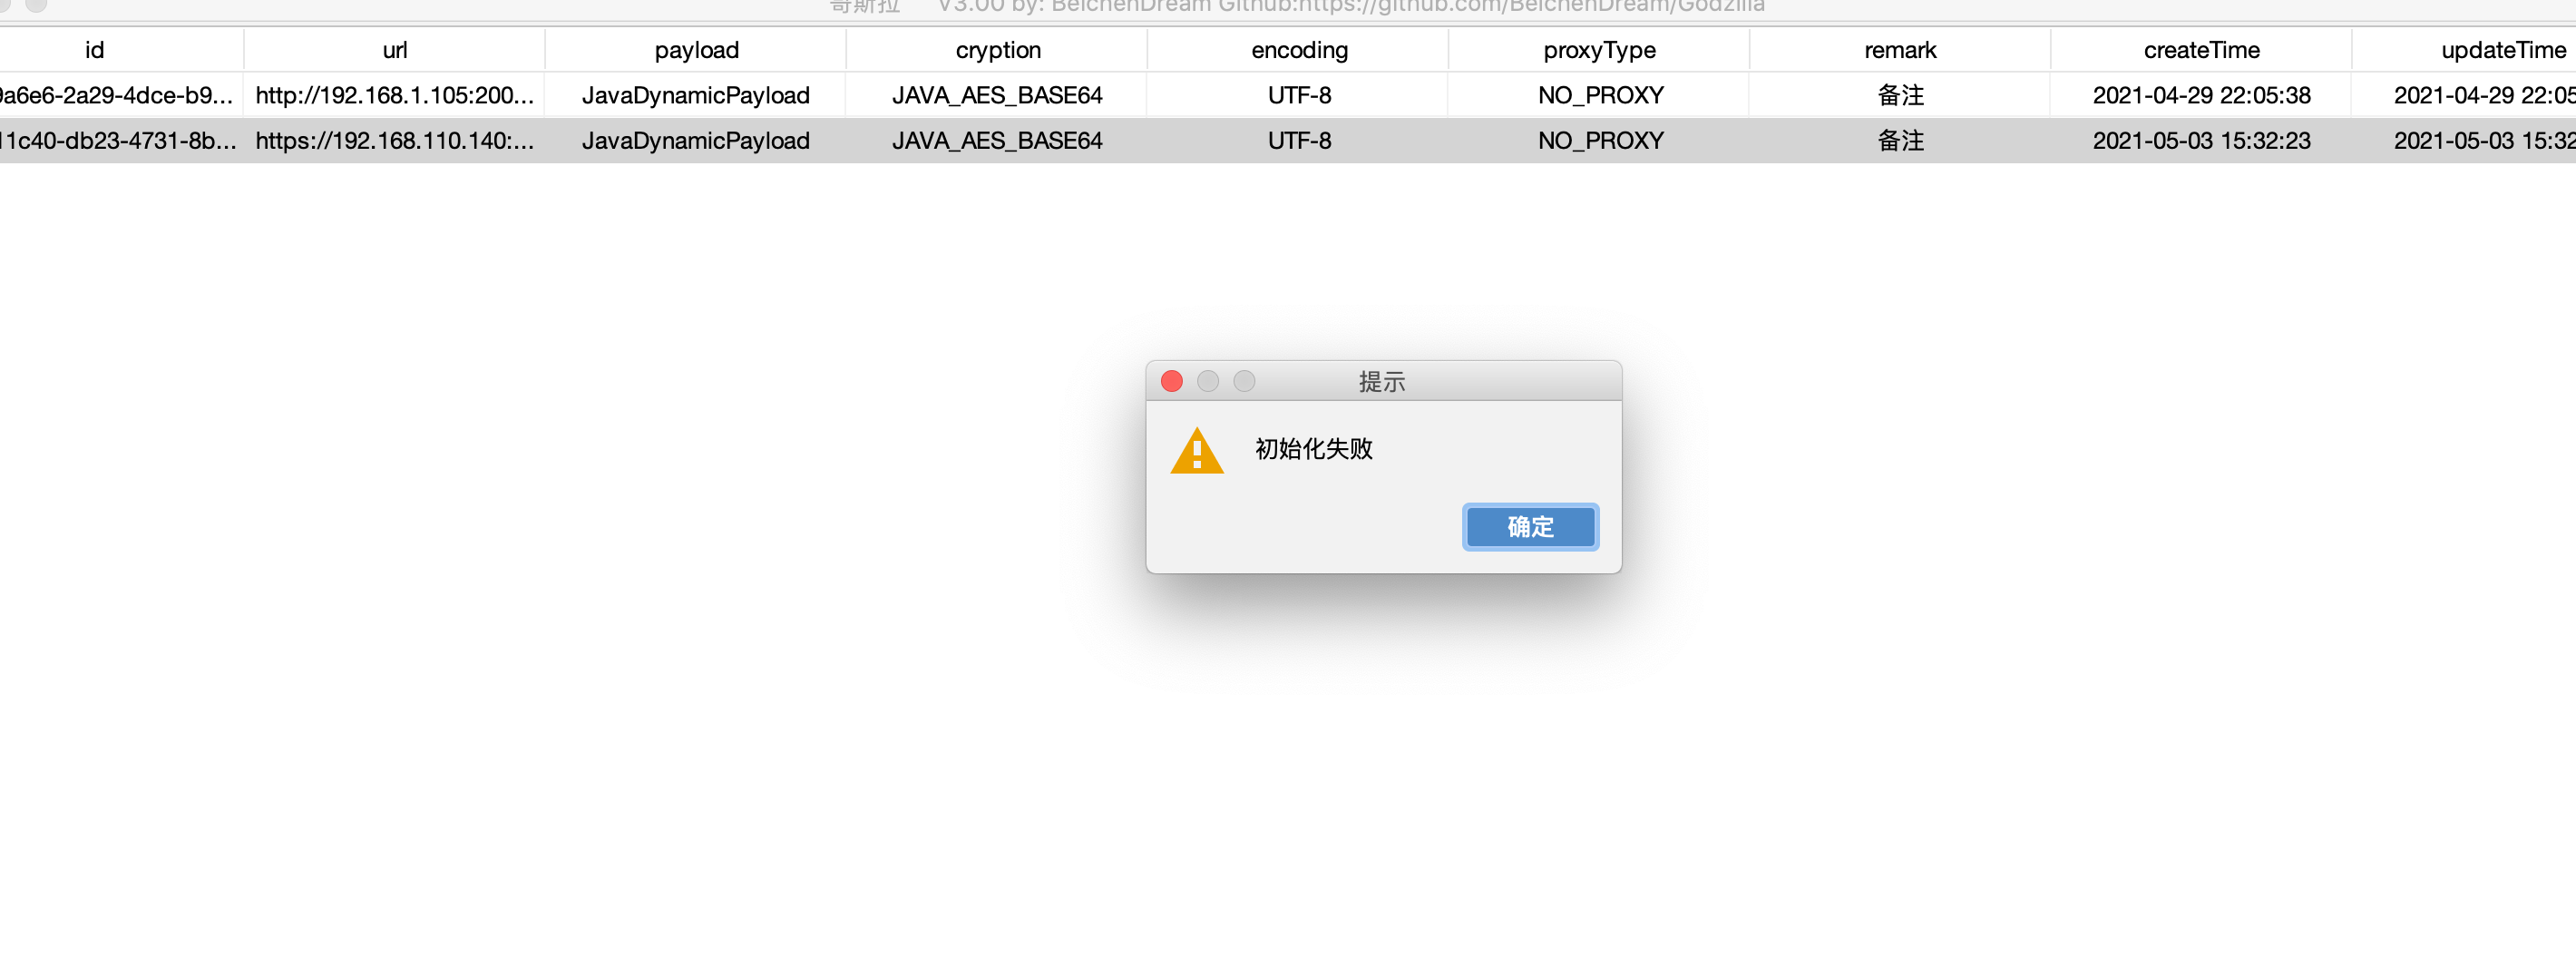 哥斯拉 V3.00 by: BeichenDream Github:https://github.com/BeichenDream/Godzilla
id url payload cryption encoding proxyType remark createTime updateTime
9a6e6-2a29-4dce-b9... http://192.168.1.105:200... JavaDynamicPayload JAVA_AES_BASE64 UTF-8 NO_PROXY 备注 2021-04-29 22:05:38 2021-04-29 22:05
11c40-db23-4731-8b... https://192.168.110.140:... JavaDynamicPayload JAVA_AES_BASE64 UTF-8 NO_PROXY 备注 2021-05-03 15:32:23 2021-05-03 15:32
提示
初始化失败
确定